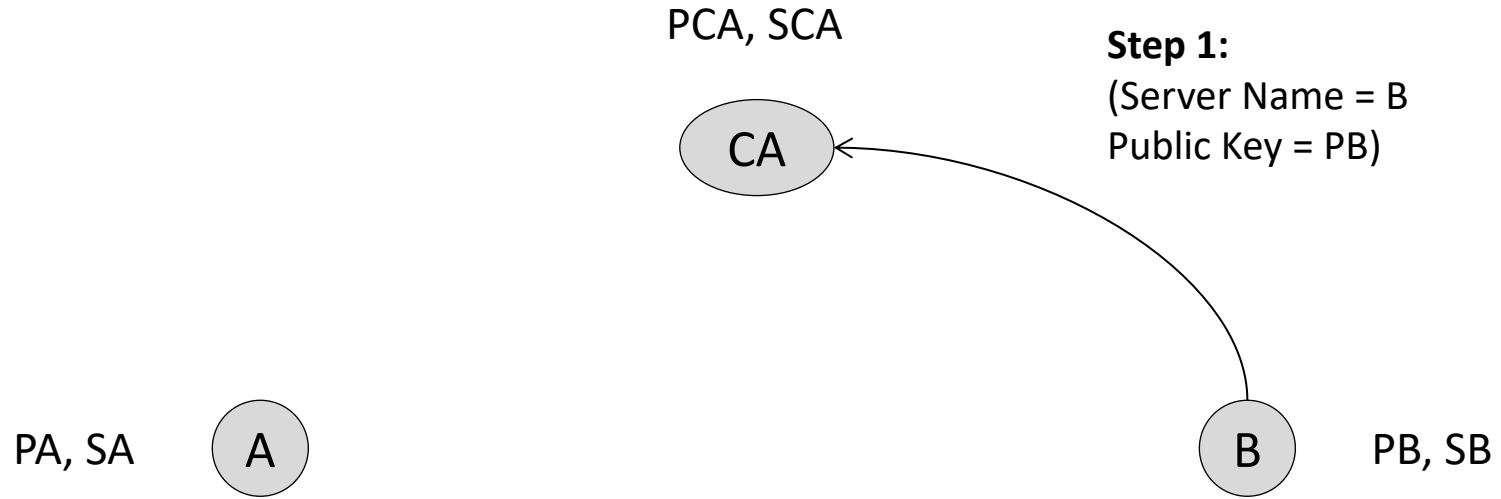 PCA, SCA
Step 1:
(Server Name = B
Public Key = PB)
CA
PA, SA
A
B
PB, SB